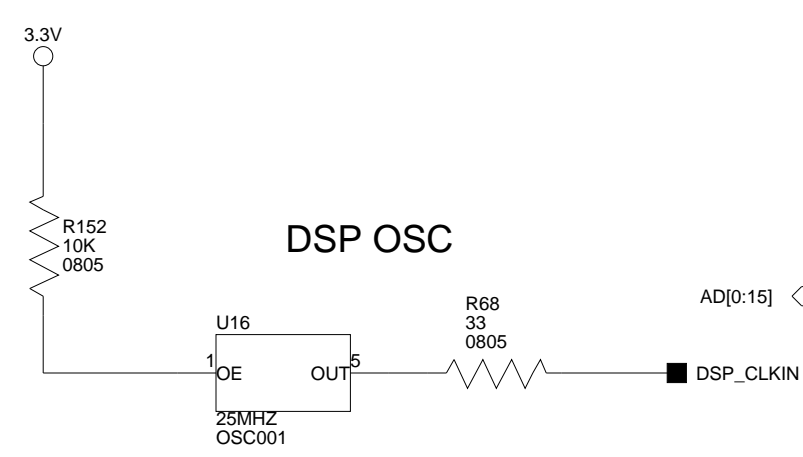 3.3V
R152
10K
0805
DSP OSC
AD[0:15]
R68
33
0805
U16
1
OE
OUT
5
DSP_CLKIN
25MHZ
OSC001